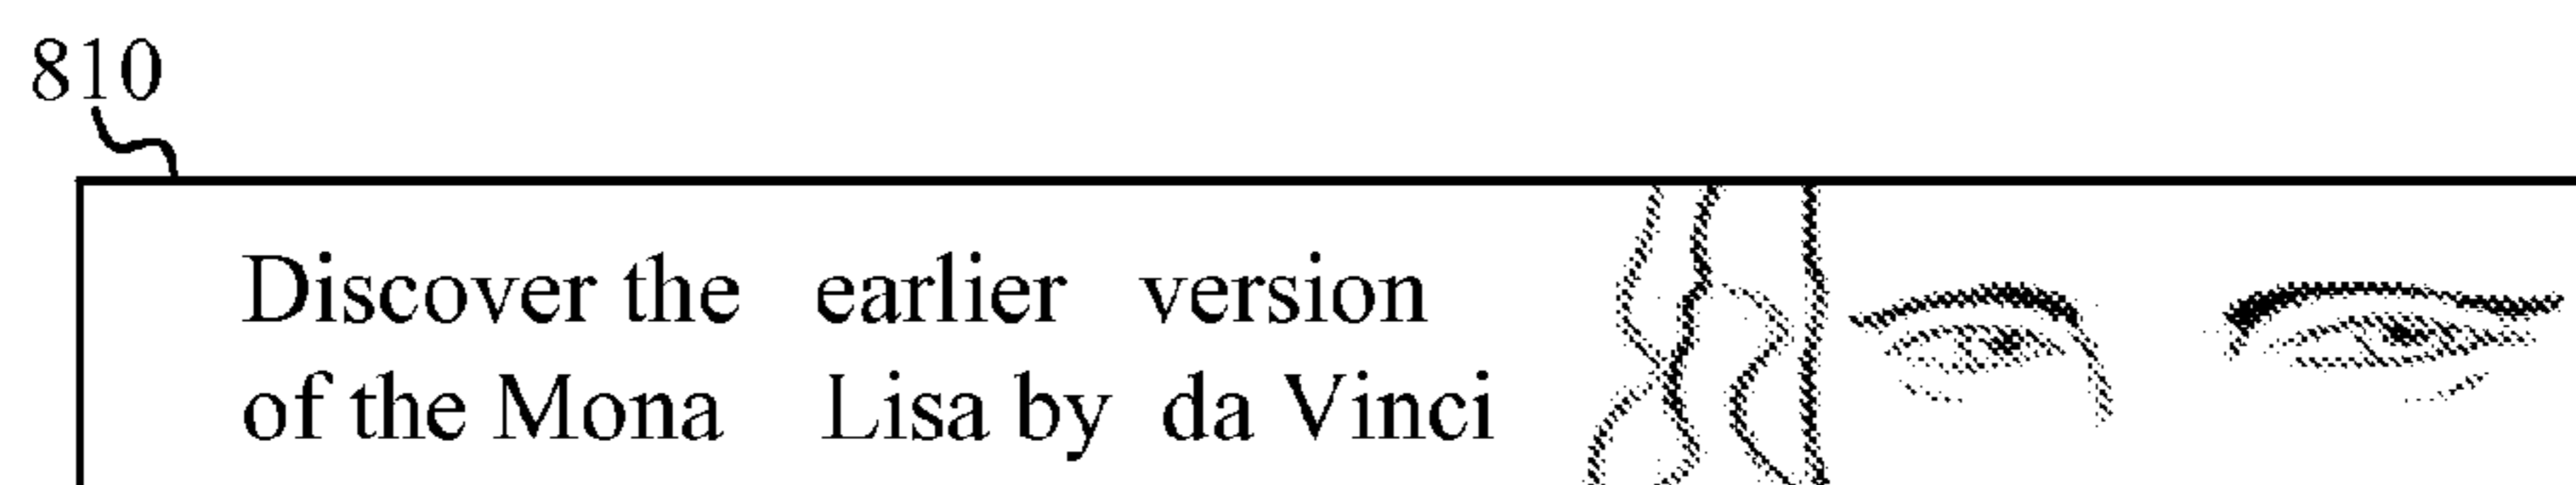 810
Discover the earlier version
of the Mona Lisa by da Vinci